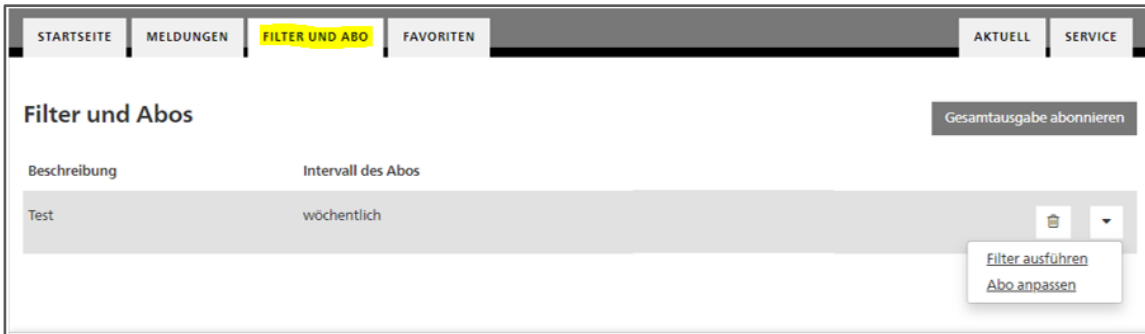 STARTSEITE MELDUNGEN FILTER UND ABO FAVORITEN AKTUELL SERVICE
Filter und Abos
Gesamtausgabe abonnieren
Beschreibung Intervall des Abos
Test wöchentlich
Filter ausführen
Abo anpassen